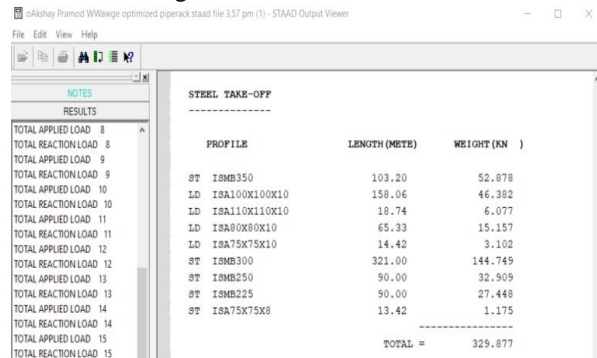 oAkshay Pramod WWawge optimized piperack staad file 3.57 pm (1) - STAAD Output Viewer
File Edit View Help
NOTES
RESULTS
TOTAL APPLIED LOAD 8
TOTAL REACTION LOAD 8
TOTAL APPLIED LOAD 9
TOTAL REACTION LOAD 9
TOTAL APPLIED LOAD 10
TOTAL REACTION LOAD 10
TOTAL APPLIED LOAD 11
TOTAL REACTION LOAD 11
TOTAL APPLIED LOAD 12
TOTAL REACTION LOAD 12
TOTAL APPLIED LOAD 13
TOTAL REACTION LOAD 13
TOTAL APPLIED LOAD 14
TOTAL REACTION LOAD 14
TOTAL APPLIED LOAD 15
TOTAL REACTION LOAD 15
STEEL TAKE-OFF
--------------
PROFILE LENGTH(METE) WEIGHT(KN )
ST ISMB350 103.20 52.878
LD ISA100X100X10 158.06 46.382
LD ISA110X110X10 18.74 6.077
LD ISA80X80X10 65.33 15.157
LD ISA75X75X10 14.42 3.102
ST ISMB300 321.00 144.749
ST ISMB250 90.00 32.909
ST ISMB225 90.00 27.448
ST ISA75X75X8 13.42 1.175
----------------
TOTAL = 329.877